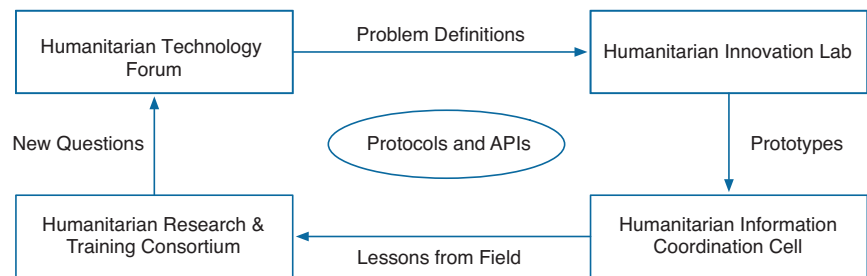 Humanitarian Technology
Forum
Problem Definitions
Humanitarian Innovation Lab
New Questions
Protocols and APIs
Prototypes
Humanitarian Research &
Training Consortium
Lessons from Field
Humanitarian Information
Coordination Cell